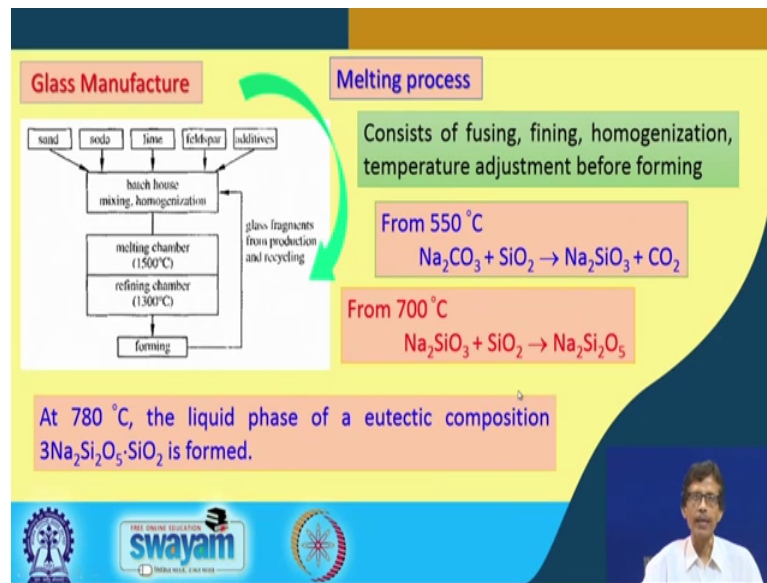 Glass Manufacture
Melting process
sand
soda
lime
feldspar
additives
batch house
mixing, homogenization
melting chamber
(1500°C)
refining chamber
(1300°C)
forming
glass fragments
from production
and recycling
Consists of fusing, fining, homogenization,
temperature adjustment before forming
From 550 °C
Na₂CO₃ + SiO₂ → Na₂SiO₃ + CO₂
From 700 °C
Na₂SiO₃ + SiO₂ → Na₂Si₂O₅
At 780 °C, the liquid phase of a eutectic composition
3Na₂Si₂O₅·SiO₂ is formed.
FREE ONLINE EDUCATION
swayam